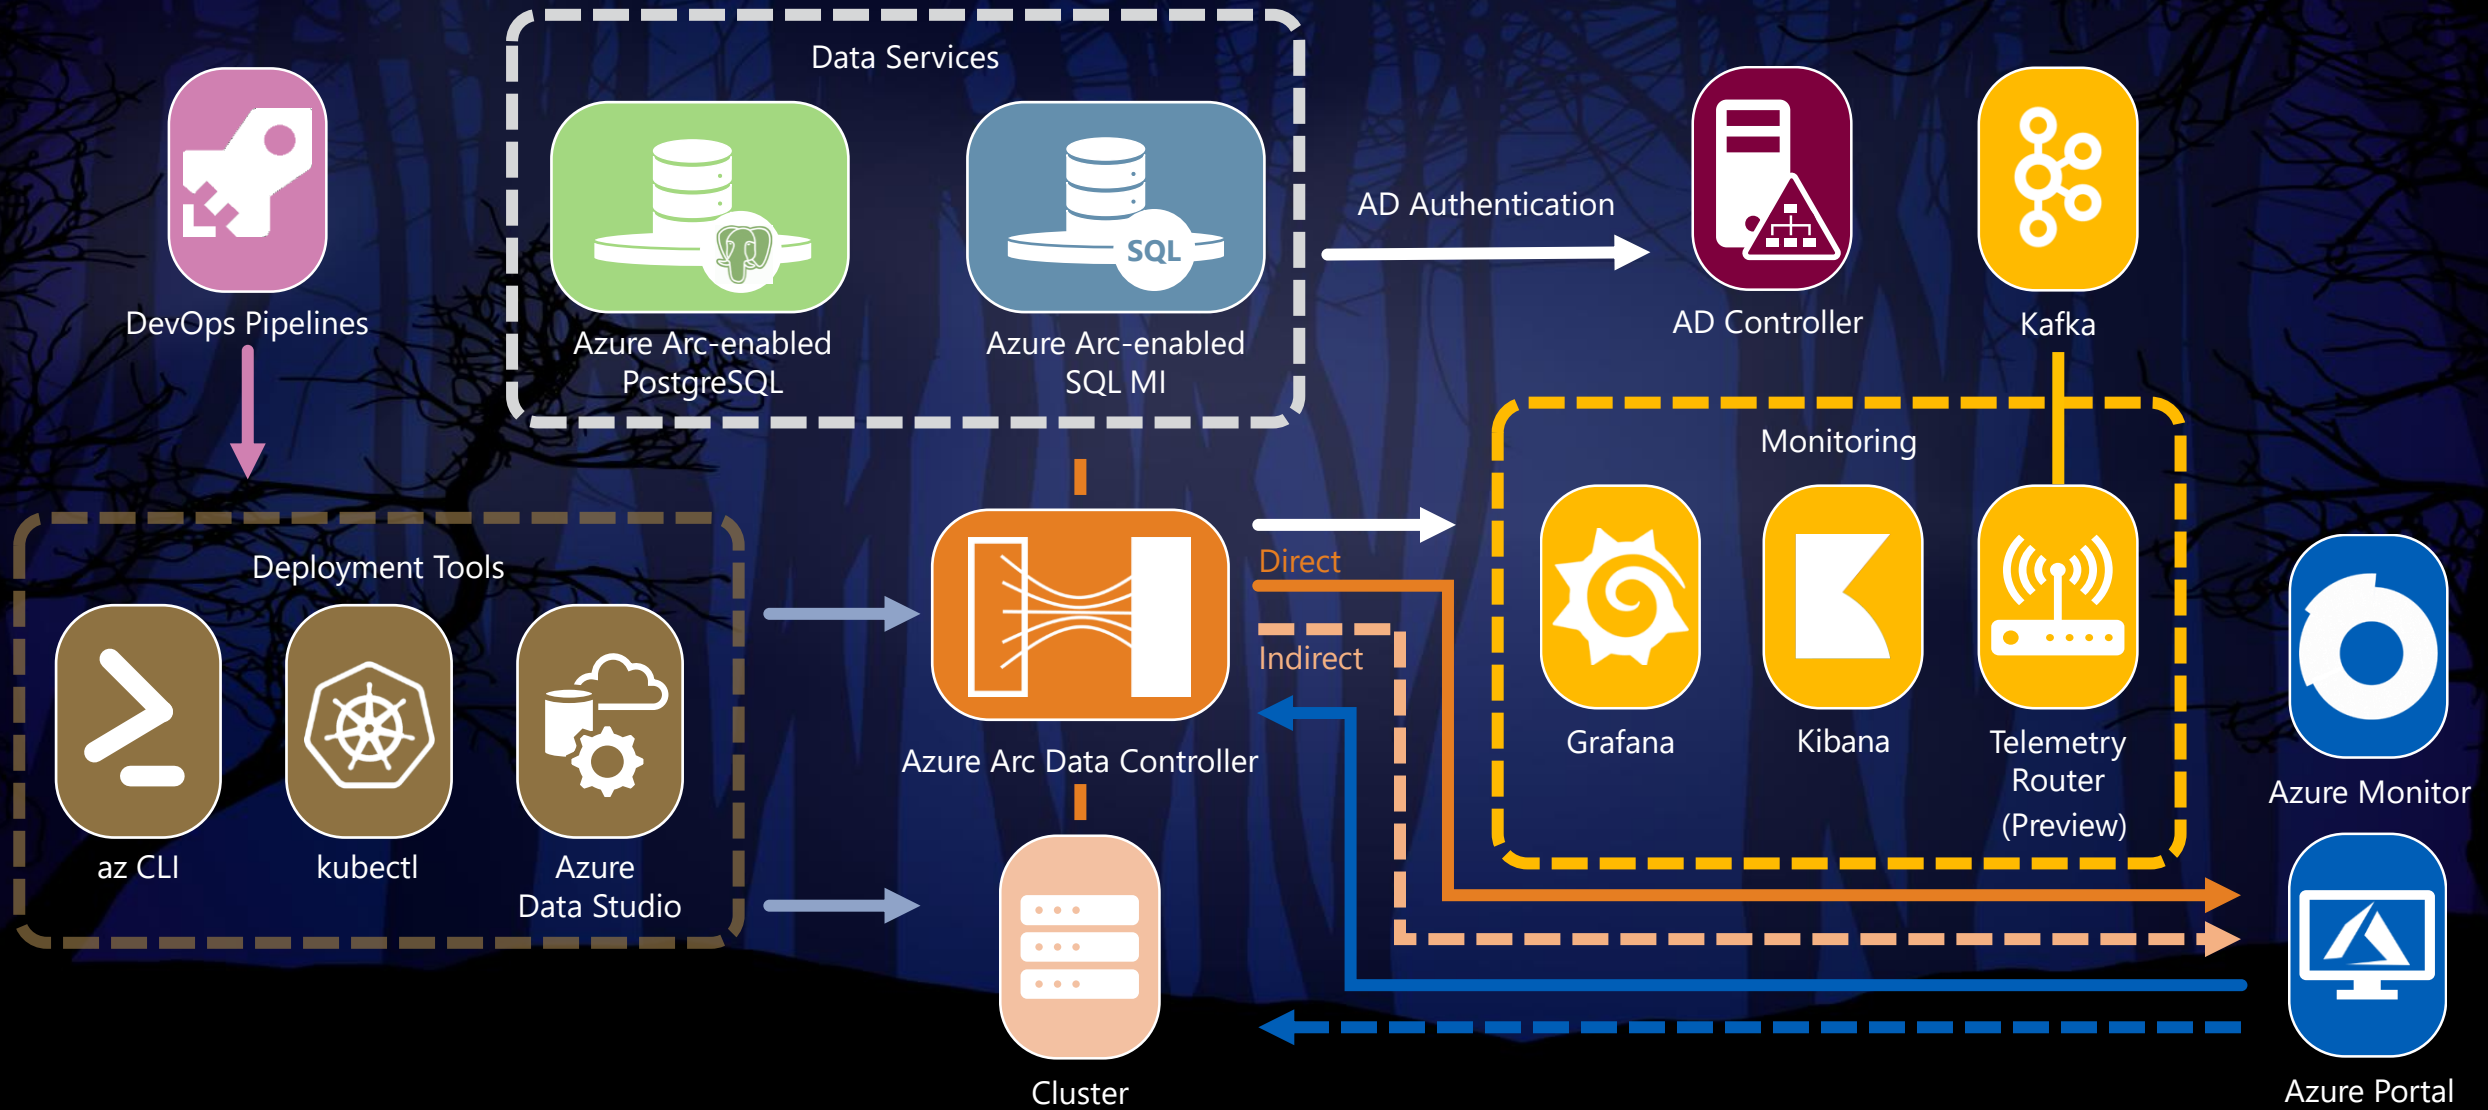 Data Services
SQL
Azure Arc-enabled
PostgreSQL
Azure Arc-enabled
SQL MI
DevOps Pipelines
AD Authentication
AD Controller
Kafka
Monitoring
Grafana
Kibana
Telemetry
Router
(Preview)
Deployment Tools
az CLI
kubectl
Azure
Data Studio
Direct
Indirect
Azure Arc Data Controller
Cluster
Azure Monitor
Azure Portal